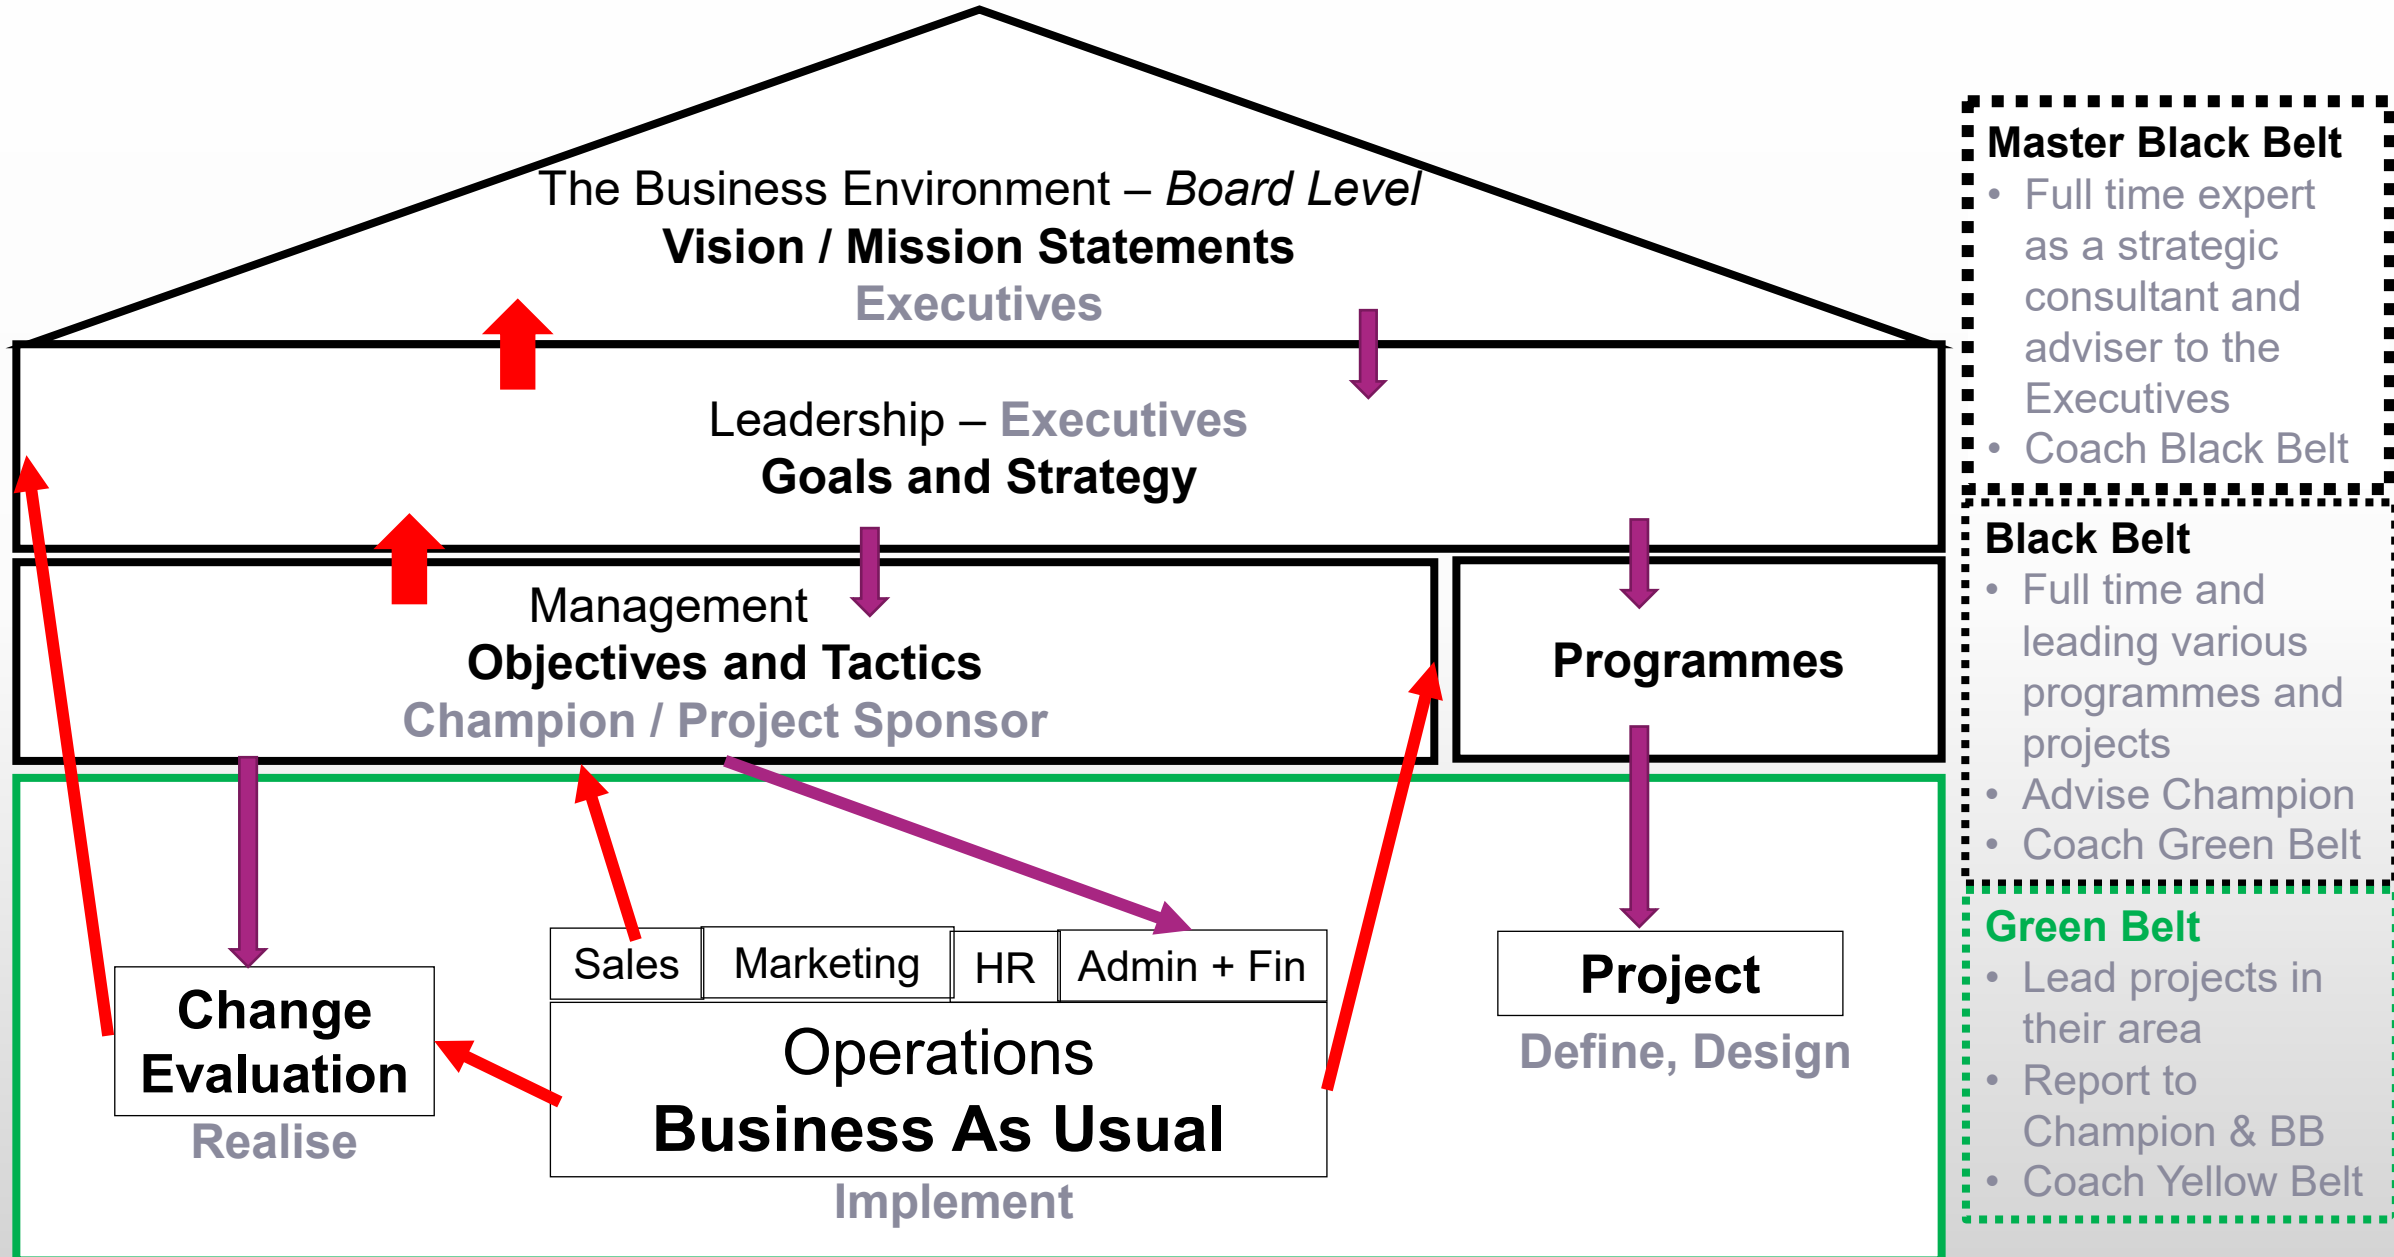 The Business Environment – Board Level
Vision / Mission Statements
Executives
Leadership – Executives
Goals and Strategy
Management
Objectives and Tactics
Champion / Project Sponsor
Programmes
Sales
Marketing
HR
Admin + Fin
Operations
Business As Usual
Implement
Change
Evaluation
Realise
Project
Define, Design
Master Black Belt
• Full time expert
as a strategic
consultant and
adviser to the
Executives
• Coach Black Belt
Black Belt
• Full time and
leading various
programmes and
projects
• Advise Champion
• Coach Green Belt
Green Belt
• Lead projects in
their area
• Report to
Champion & BB
• Coach Yellow Belt